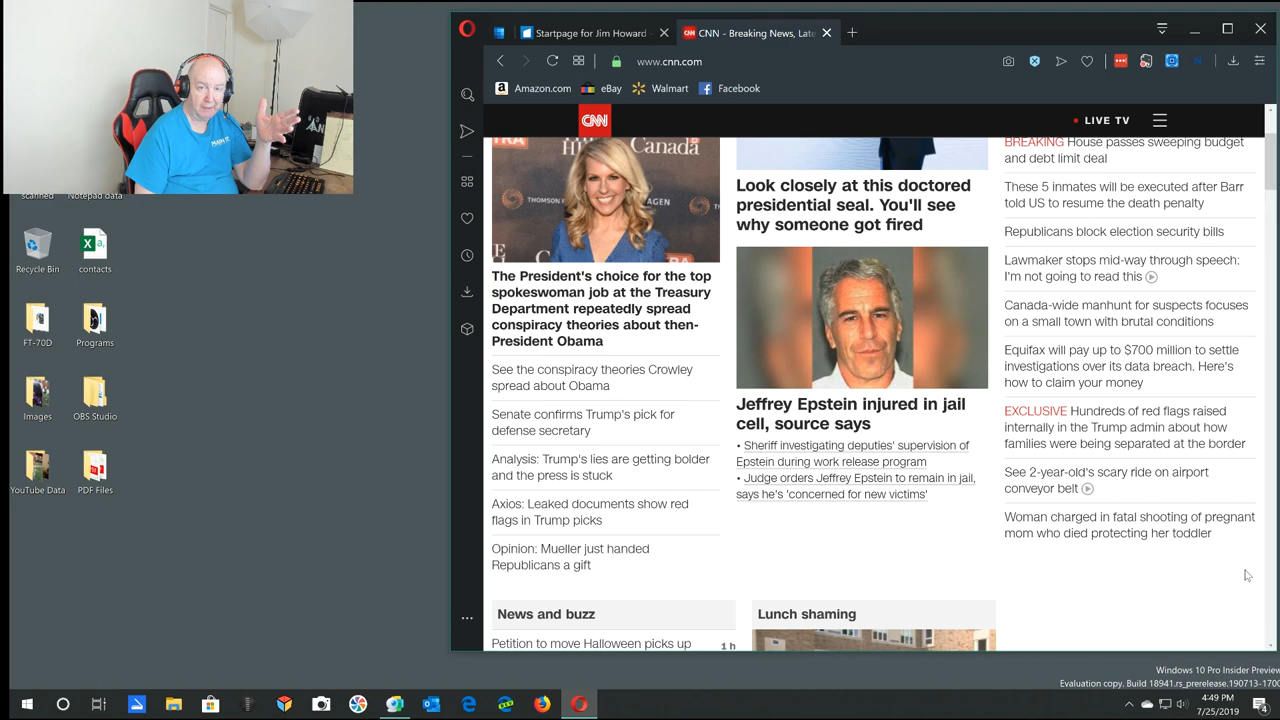 Startpage for Jim Howard
CNN - Breaking News, Late
www.cnn.com
Amazon.com
eBay
Walmart
Facebook
CNN
LIVE TV
Canada
THOMSON
The President's choice for the top
spokeswoman job at the Treasury
Department repeatedly spread
conspiracy theories about then-
President Obama
See the conspiracy theories Crowley
spread about Obama
Senate confirms Trump's pick for
defense secretary
Analysis: Trump's lies are getting bolder
and the press is stuck
Axios: Leaked documents show red
flags in Trump picks
Opinion: Mueller just handed
Republicans a gift
News and buzz
Petition to move Halloween picks up
1 h
Look closely at this doctored
presidential seal. You'll see
why someone got fired
Jeffrey Epstein injured in jail
cell, source says
• Sheriff investigating deputies' supervision of
Epstein during work release program
• Judge orders Jeffrey Epstein to remain in jail,
says he's 'concerned for new victims'
Lunch shaming
BREAKING House passes sweeping budget
and debt limit deal
These 5 inmates will be executed after Barr
told US to resume the death penalty
Republicans block election security bills
Lawmaker stops mid-way through speech:
I'm not going to read this
Canada-wide manhunt for suspects focuses
on a small town with brutal conditions
Equifax will pay up to $700 million to settle
investigations over its data breach. Here's
how to claim your money
EXCLUSIVE Hundreds of red flags raised
internally in the Trump admin about how
families were being separated at the border
See 2-year-old's scary ride on airport
conveyor belt
Woman charged in fatal shooting of pregnant
mom who died protecting her toddler
scanned
Notepad data
Recycle Bin
contacts
FT-70D
Programs
Images
OBS Studio
YouTube Data
PDF Files
Windows 10 Pro Insider Preview
Evaluation copy. Build 18941.rs_prerelease.190713-1700
4:49 PM
7/25/2019